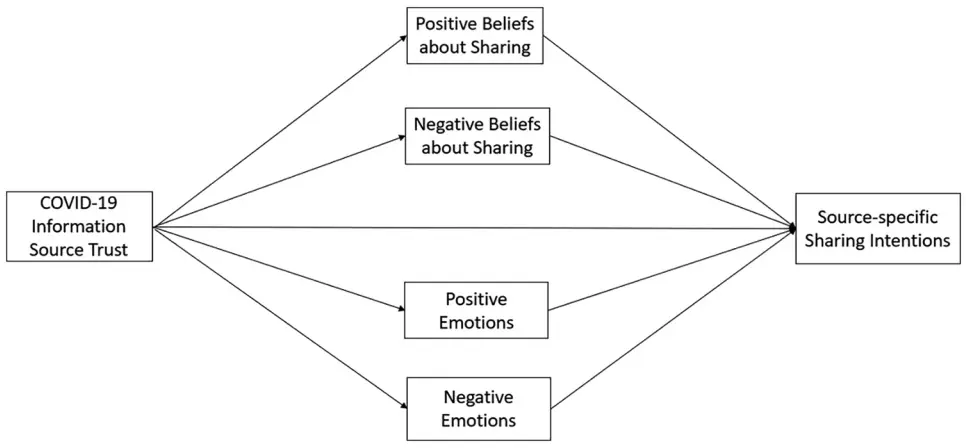 Positive Beliefs
about Sharing
Negative Beliefs
about Sharing
COVID-19
Information
Source Trust
Source-specific
Sharing Intentions
Positive
Emotions
Negative
Emotions